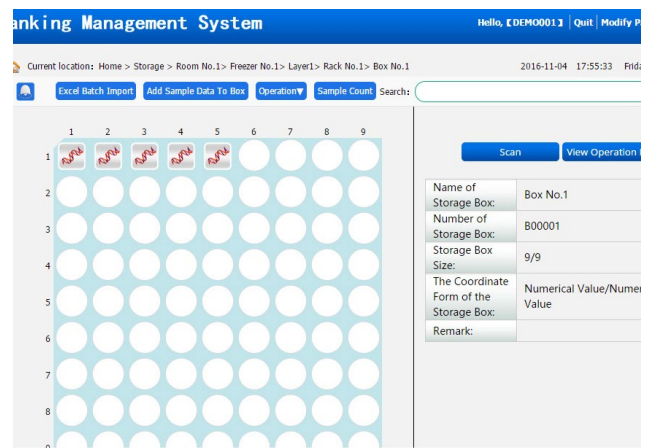 anking Management System
Hello,【DEMO0001】 Quit Modify P
Current location: Home > Storage > Room No.1> Freezer No.1> Layer1> Rack No.1> Box No.1
2016-11-04 17:55:33 Frida
Excel Batch Import Add Sample Data To Box Operation▼ Sample Count Search:
1 2 3 4 5 6 7 8 9
1
2
3
4
5
6
7
8
Scan View Operation
Name of Storage Box: Box No.1
Number of Storage Box: B00001
Storage Box Size: 9/9
The Coordinate Form of the Storage Box: Numerical Value/Numer Value
Remark: